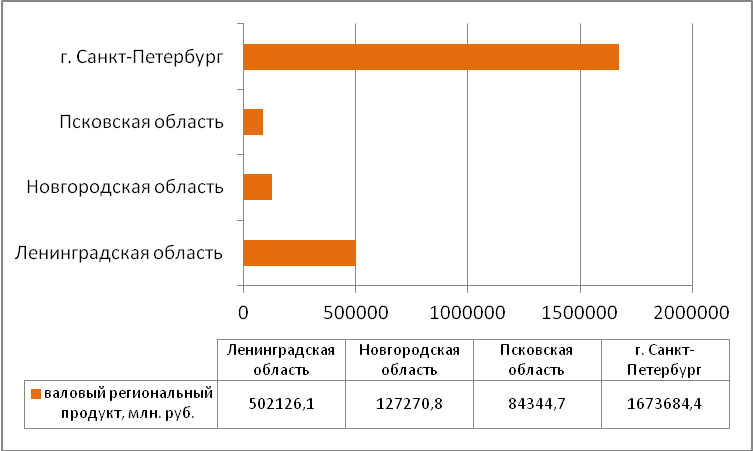 г. Санкт-Петербург
Псковская область
Новгородская область
Ленинградская область
0 500000 1000000 1500000 2000000
Ленинградская область
Новгородская область
Псковская область
г. Санкт-
Петербург
валовый региональный
продукт, млн. руб.
502126,1 127270,8 84344,7 1673684,4